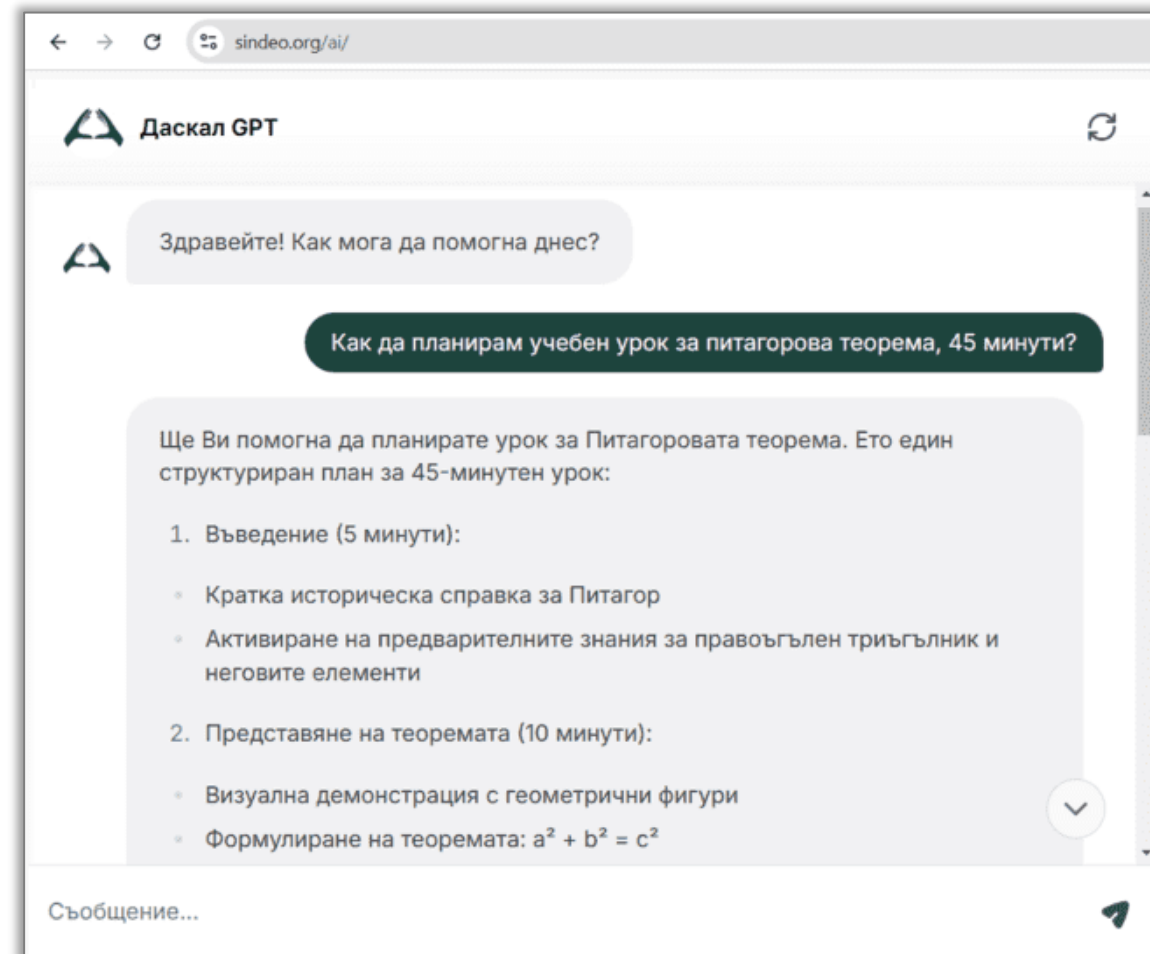 sindeo.org/ai/
Даскал GPT
Здравейте! Как мога да помогна днес?
Как да планирам учебен урок за питагорова теорема, 45 минути?
Ще Ви помогна да планирате урок за Питагоровата теорема. Ето един
структуриран план за 45-минутен урок:
1. Въведение (5 минути):
• Кратка историческа справка за Питагор
• Активиране на предварителните знания за правоъгълен триъгълник и
неговите елементи
2. Представяне на теоремата (10 минути):
• Визуална демонстрация с геометрични фигури
• Формулиране на теоремата: a² + b² = c²
Съобщение...